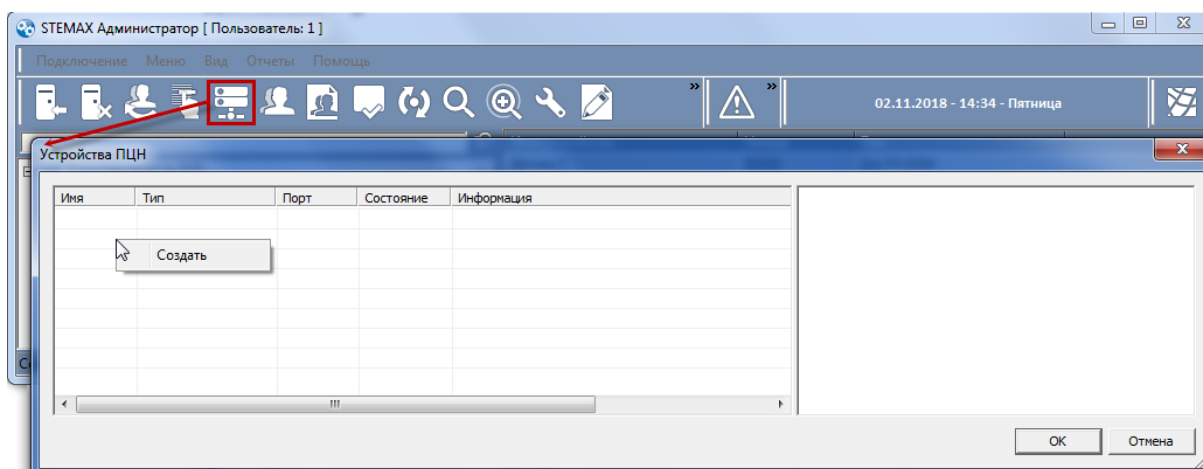 STEMAX Администратор [ Пользователь: 1 ]
Подключение Меню Вид Отчеты Помощь
02.11.2018 - 14:34 - Пятница
Устройства ПЦН
Имя Тип Порт Состояние Информация
Создать
OK Отмена